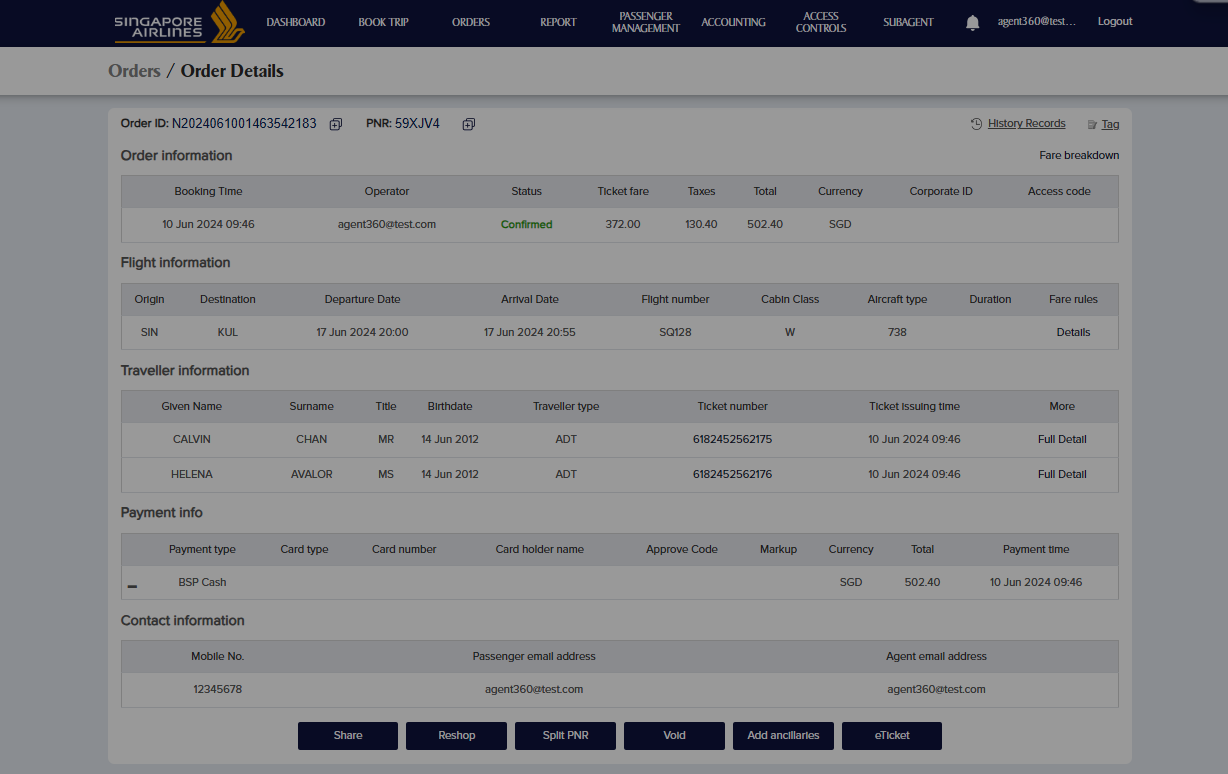 SINGAPORE AIRLINES DASHBOARD BOOK TRIP ORDERS REPORT PASSENGER MANAGEMENT ACCOUNTING ACCESS CONTROLS SUBAGENT agent360@test... Logout
Orders / Order Details
Order ID: N2024061001463542183 PNR: 59XJV4 History Records Tag
Order information Fare breakdown
Booking Time Operator Status Ticket fare Taxes Total Currency Corporate ID Access code
10 Jun 2024 09:46 agent360@test.com Confirmed 372.00 130.40 502.40 SGD
Flight information
Origin Destination Departure Date Arrival Date Flight number Cabin Class Aircraft type Duration Fare rules
SIN KUL 17 Jun 2024 20:00 17 Jun 2024 20:55 SQ128 W 738 Details
Traveller information
Given Name Surname Title Birthdate Traveller type Ticket number Ticket issuing time More
CALVIN CHAN MR 14 Jun 2012 ADT 6182452562175 10 Jun 2024 09:46 Full Detail
HELENA AVALOR MS 14 Jun 2012 ADT 6182452562176 10 Jun 2024 09:46 Full Detail
Payment info
Payment type Card type Card number Card holder name Approve Code Markup Currency Total Payment time
BSP Cash SGD 502.40 10 Jun 2024 09:46
Contact information
Mobile No. Passenger email address Agent email address
12345678 agent360@test.com agent360@test.com
Share Reshop Split PNR Void Add ancillaries eTicket